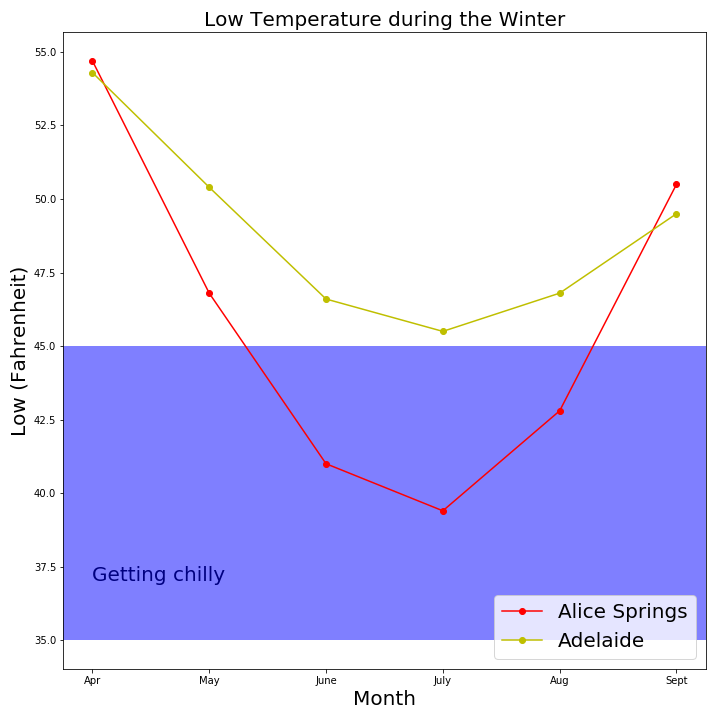 Low Temperature during the Winter
55.0
52.5
50.0
47.5
45.0
42.5
40.0
37.5
35.0
Low (Fahrenheit)
Getting chilly
Alice Springs
Adelaide
Apr May June July Aug Sept
Month